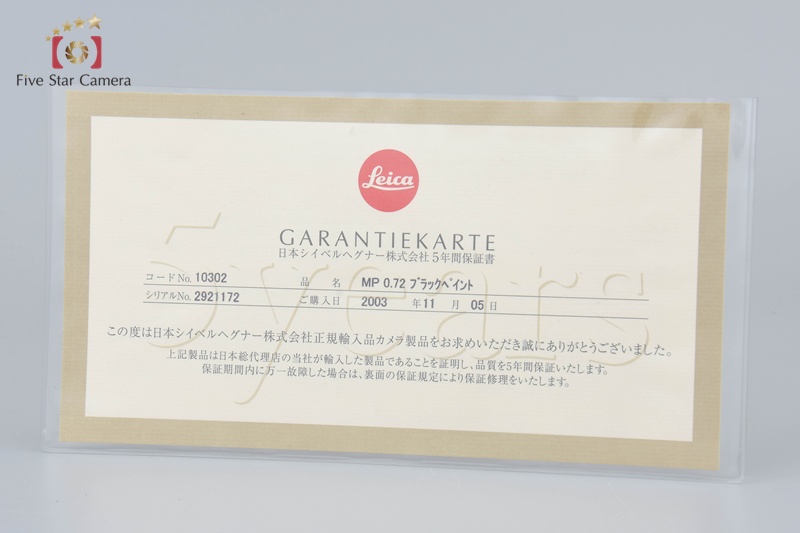 Five Star Camera
Leica
GARANTIEKARTE
日本シイベルヘグナー株式会社 5年間保証書
コードNo. 10302 品 名 MP 0.72 ブラックペイント
シリアルNo. 2921172 ご購入日 2003 年 11 月 05 日
5years
この度は日本シイベルヘグナー株式会社正規輸入品カメラ製品をお求めいただき誠にありがとうございました。
上記製品は日本総代理店の当社が輸入した製品であることを証明し、品質を5年間保証いたします。
保証期間内に万一故障した場合は、裏面の保証規定により保証修理をいたします。